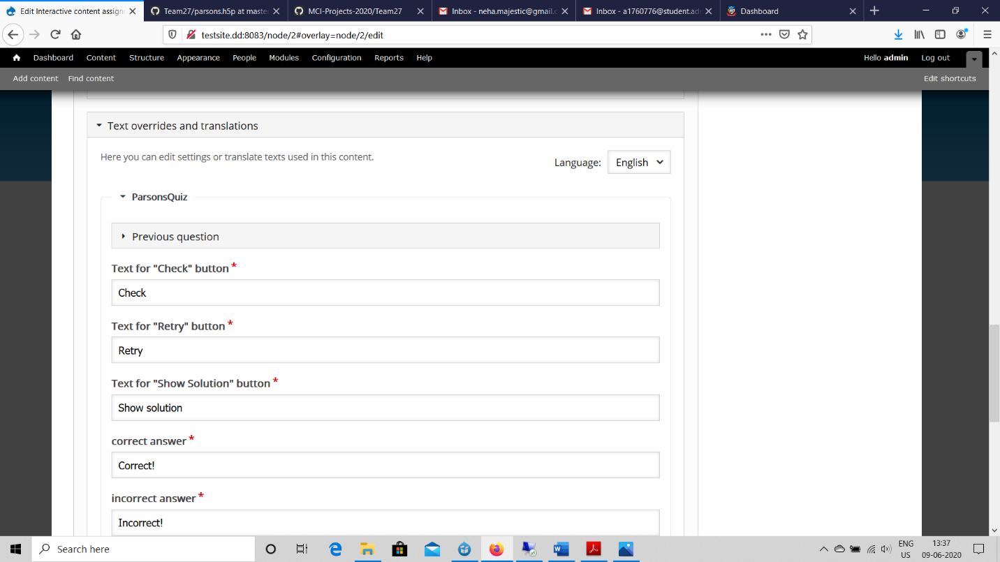 Edit Interactive content assignm
Team27/parsons.h5p at master
MCI-Projects-2020/Team27
Inbox - neha.majestic@gmail.c
Inbox - a1760776@student.ad
Dashboard
testsite.dd:8083/node/2#overlay=node/2/edit
Dashboard Content Structure Appearance People Modules Configuration Reports Help Hello admin Log out
Add content Find content Edit shortcuts
Text overrides and translations
Here you can edit settings or translate texts used in this content.
Language: English
ParsonsQuiz
Previous question
Text for "Check" button *
Check
Text for "Retry" button *
Retry
Text for "Show Solution" button *
Show solution
correct answer *
Correct!
incorrect answer *
Incorrect!
Search here
ENG
US
13:37
09-06-2020